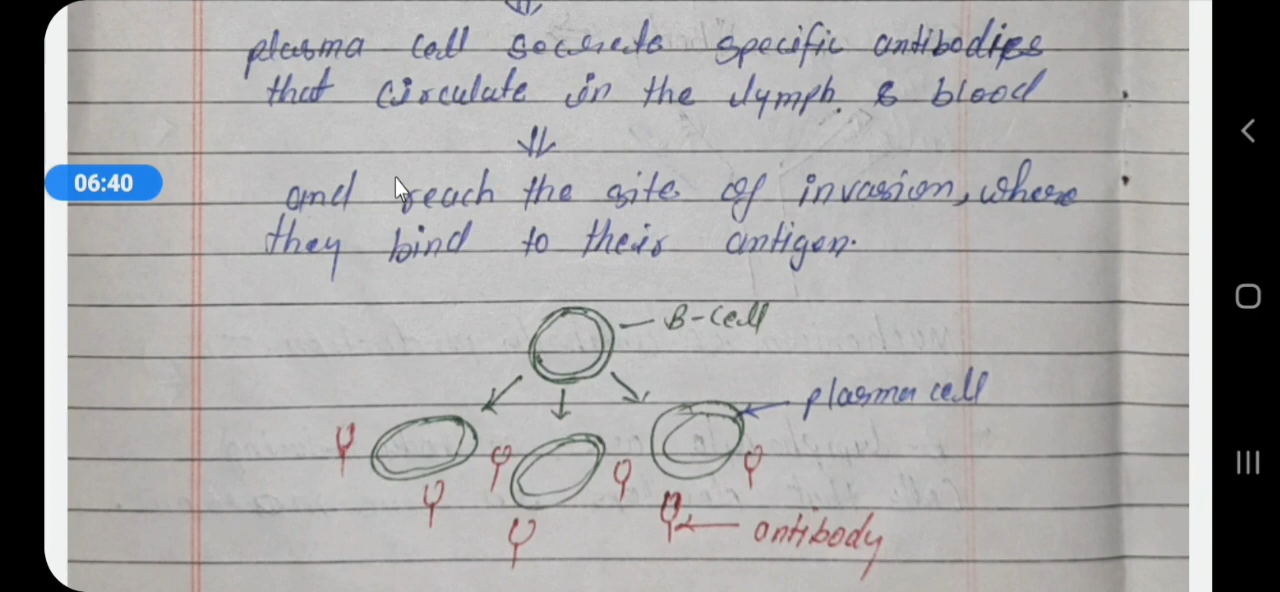 plasma cell secrete specific antibodies
that circulate in the lymph & blood
06:40
and reach the site of invasion, where
they bind to their antigen.
B-cell
plasma cell
antibody